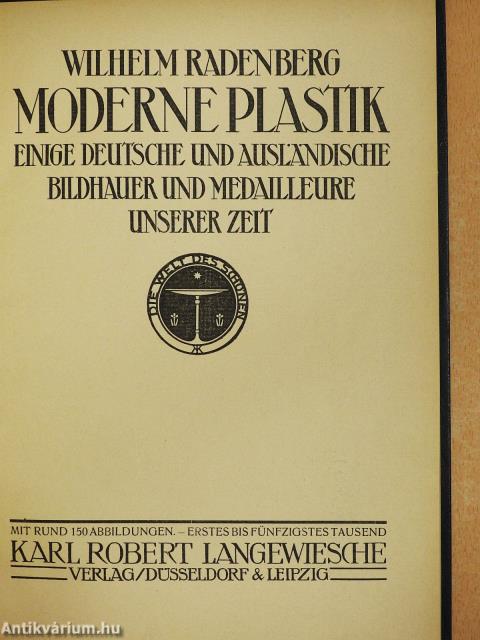 WILHELM RADENBERG
MODERNE PLASTIK
EINIGE DEUTSCHE UND AUSLÄNDISCHE
BILDHAUER UND MEDAILLEURE
UNSERER ZEIT
DIE WELT DES SCHÖNEN
MIT RUND 150 ABBILDUNGEN. – ERSTES BIS FÜNFZIGSTES TAUSEND
KARL ROBERT LANGEWIESCHE
VERLAG/DÜSSELDORF & LEIPZIG
Antikvárium.hu